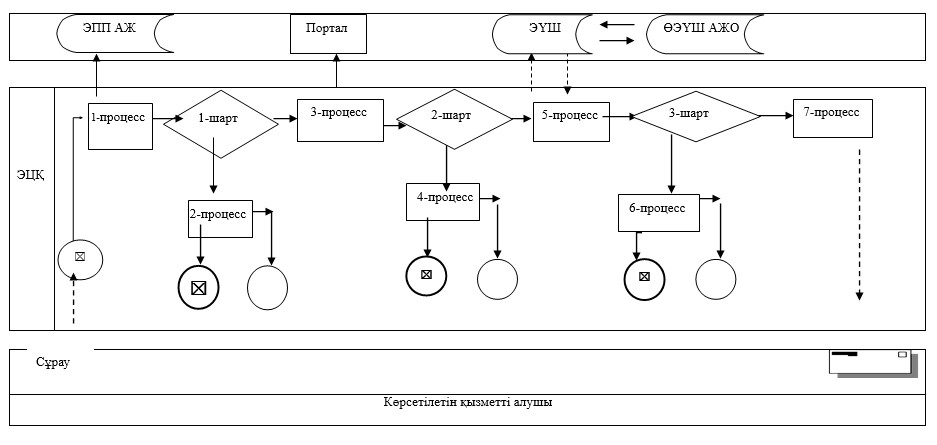 ЭПП АЖ
Портал
ЭҮШ
ӨЭҮШ АЖО
1-процесс
1-шарт
3-процесс
2-шарт
5-процесс
3-шарт
7-процесс
ЭЦҚ
2-процесс
4-процесс
6-процесс
Сұрау
Көрсетілетін қызметті алушы